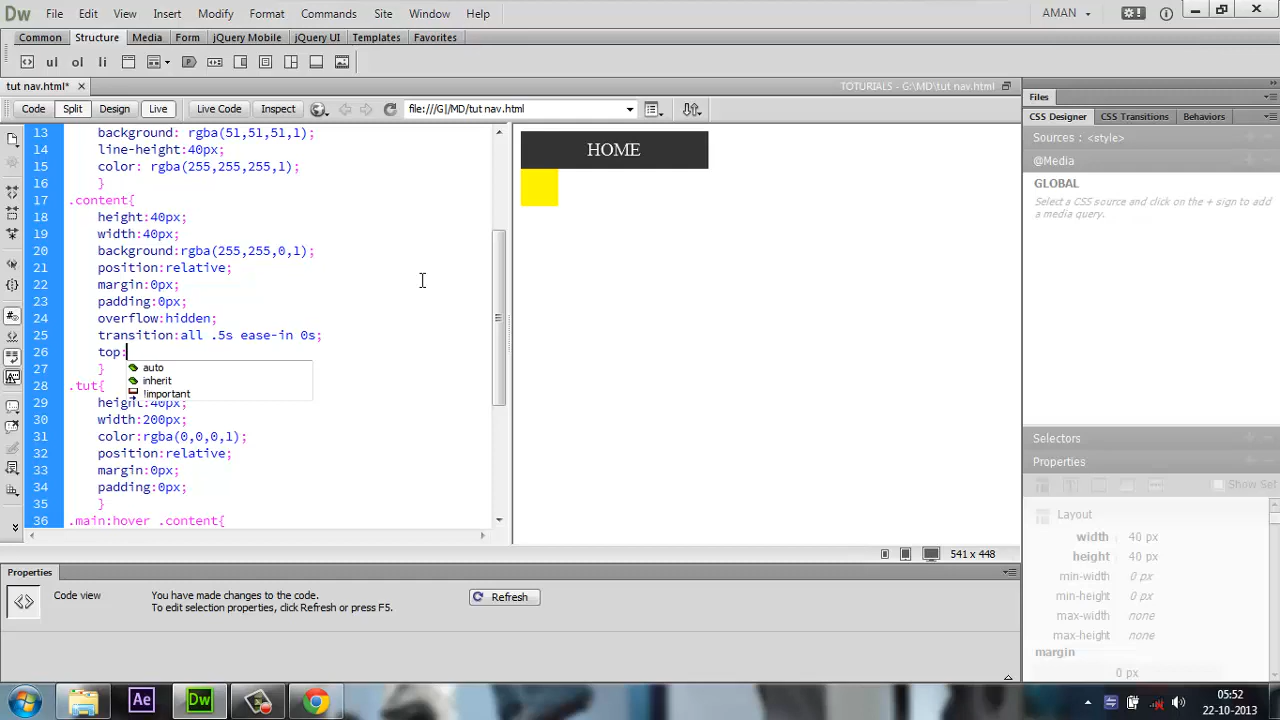 Dw File Edit View Insert Modify Format Commands Site Window Help AMAN
Common Structure Media Form jQuery Mobile jQuery UI Templates Favorites
ul ol li
tut nav.html* TOTURIALS - G:\MD\tut nav.html
Code Split Design Live Live Code Inspect file:///G|/MD/tut nav.html
13 background: rgba(51,51,51,1);
14 line-height:40px;
15 color: rgba(255,255,255,1);
16 }
17 .content{
18 height:40px;
19 width:40px;
20 background:rgba(255,255,0,1);
21 position:relative;
22 margin:0px;
23 padding:0px;
24 overflow:hidden;
25 transition:all .5s ease-in 0s;
26 top:
27 }
28 .tut{
29 height:40px;
30 width:200px;
31 color:rgba(0,0,0,1);
32 position:relative;
33 margin:0px;
34 padding:0px;
35 }
36 .main:hover .content{
auto
inherit
!important
HOME
541 x 448
Files
CSS Designer CSS Transitions Behaviors
Sources : <style>
@Media
GLOBAL
Select a CSS source and click on the + sign to add
a media query.
Selectors
Properties
Show Set
Layout
width 40 px
height 40 px
min-width 0 px
min-height 0 px
max-width none
max-height none
margin
0 px
Properties
Code view You have made changes to the code.
To edit selection properties, click Refresh or press F5.
Refresh
Ae Dw
05:52
22-10-2013